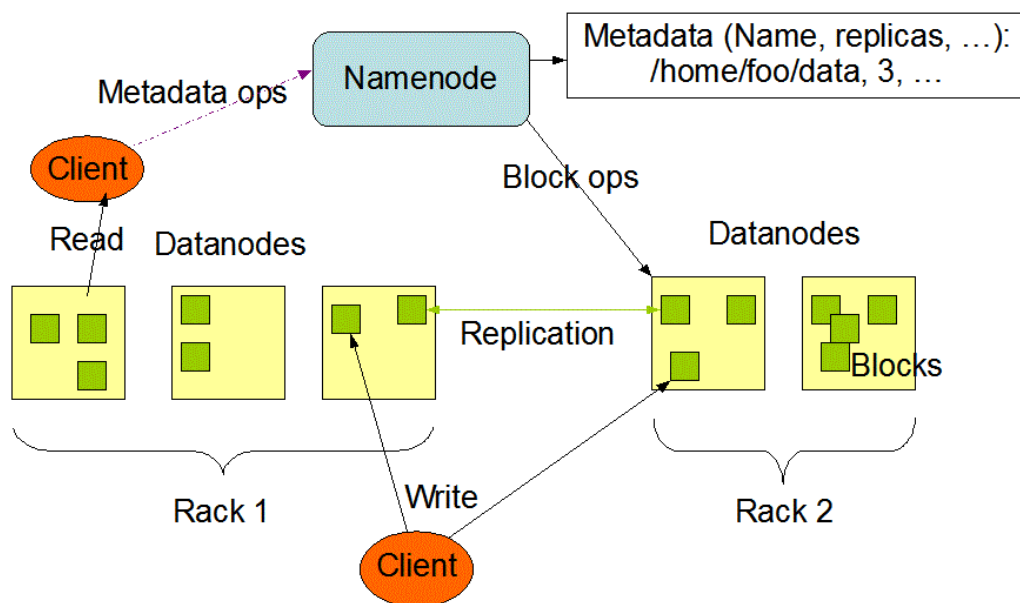 Metadata (Name, replicas, …):
/home/foo/data, 3, …
Namenode
Metadata ops
Client
Block ops
Read
Datanodes
Datanodes
Replication
Blocks
Rack 1
Write
Rack 2
Client